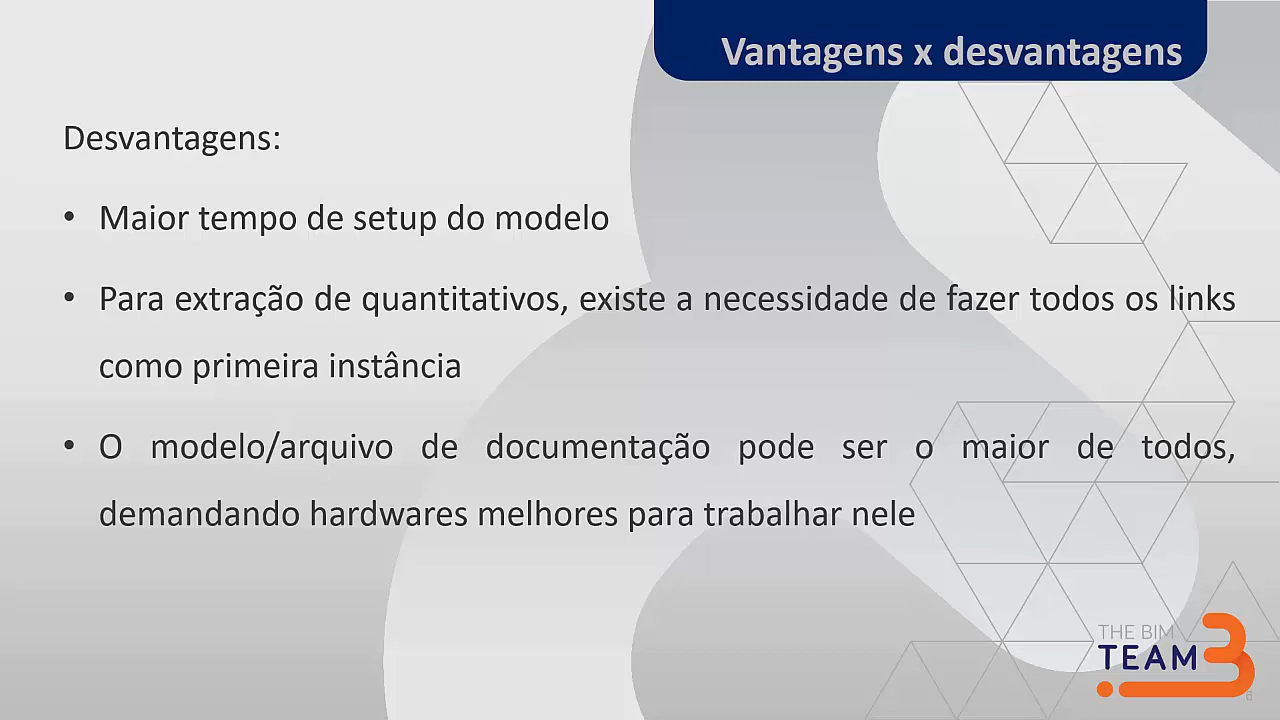 Vantagens x desvantagens
Desvantagens:
• Maior tempo de setup do modelo
• Para extração de quantitativos, existe a necessidade de fazer todos os links
como primeira instância
• O modelo/arquivo de documentação pode ser o maior de todos,
demandando hardwares melhores para trabalhar nele
THE BIM
TEAM
6